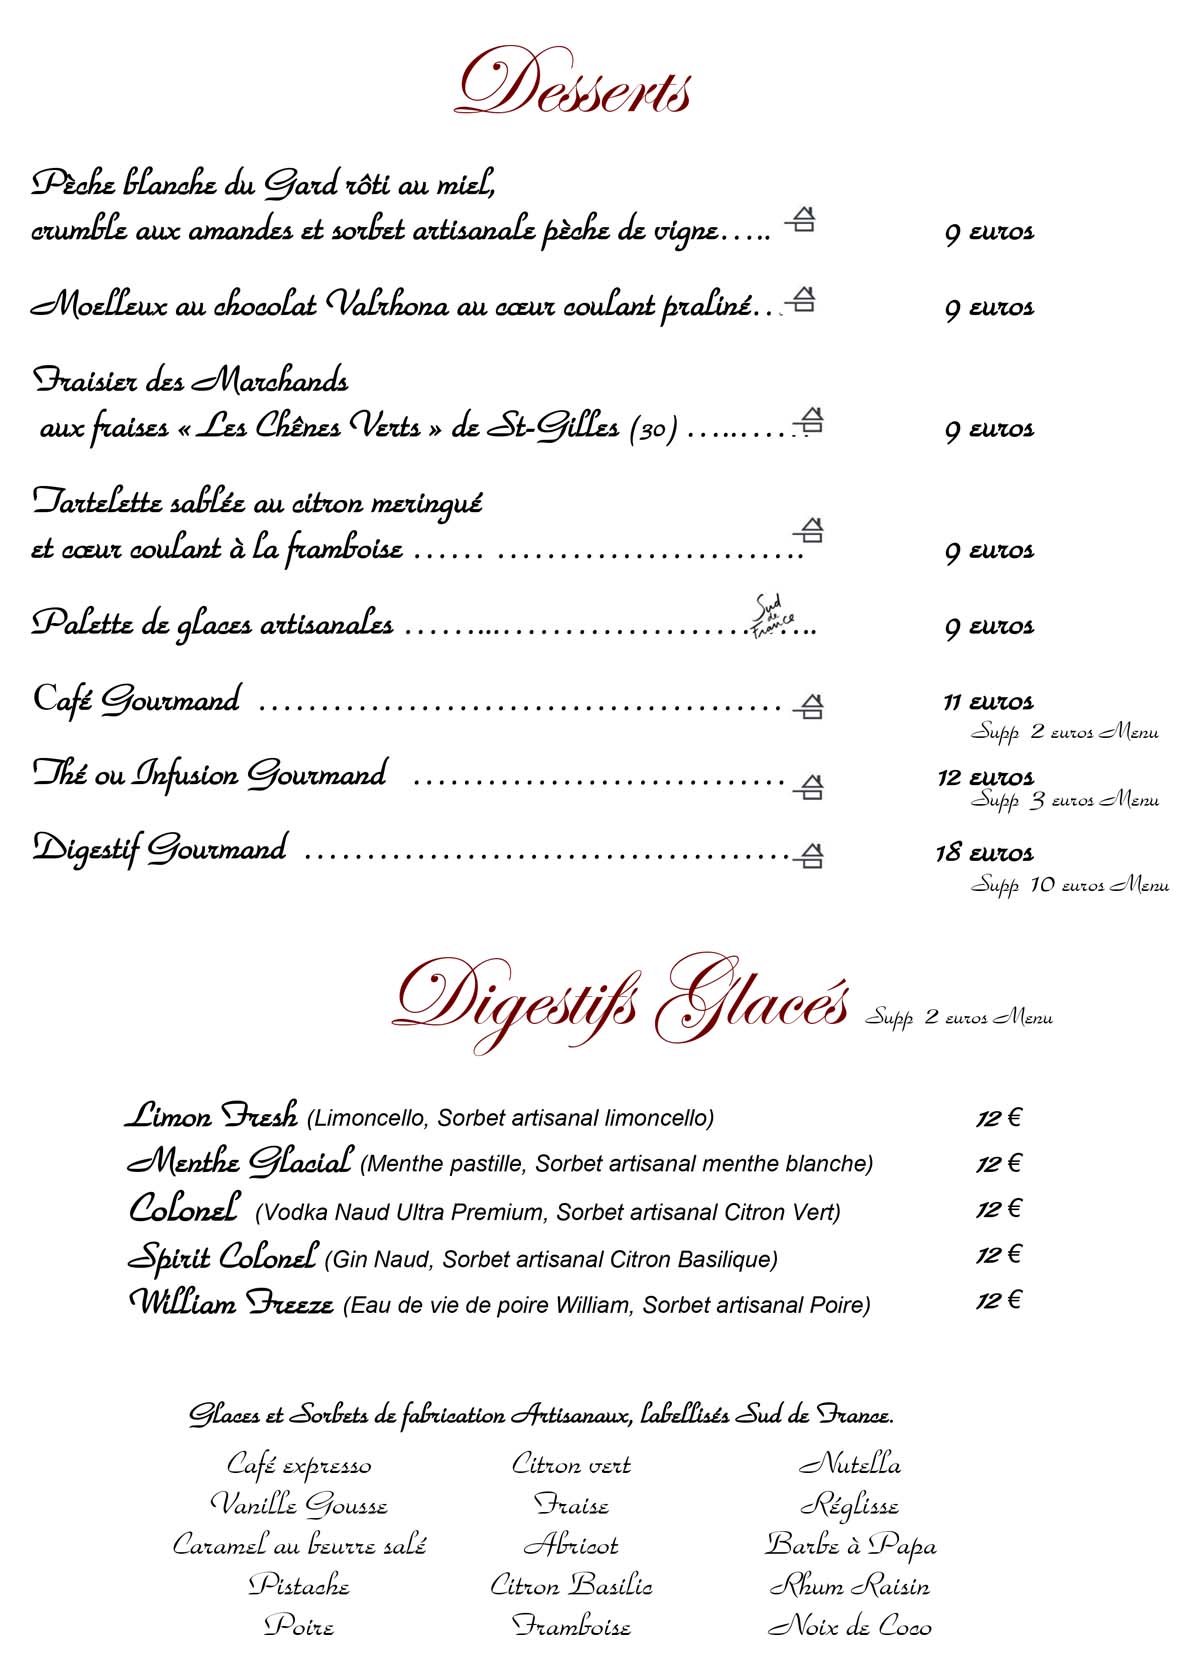 Desserts
Pèche blanche du Gard rôti au miel,
crumble aux amandes et sorbet artisanale pèche de vigne….. 9 euros
Moelleux au chocolat Valrhona au cœur coulant praliné… 9 euros
Fraisier des Marchands
aux fraises « Les Chênes Verts » de St-Gilles (30) …..……. 9 euros
Tartelette sablée au citron meringué
et cœur coulant à la framboise …… ……………………. 9 euros
Palette de glaces artisanales ……...…………………….. Sud de France 9 euros
Café Gourmand …………………………………… 11 euros
Supp 2 euros Menu
Thé ou Infusion Gourmand ………………………… 12 euros
Supp 3 euros Menu
Digestif Gourmand ………………………………… 18 euros
Supp 10 euros Menu
Digestifs Glacés Supp 2 euros Menu
Limon Fresh (Limoncello, Sorbet artisanal limoncello) 12 €
Menthe Glacial (Menthe pastille, Sorbet artisanal menthe blanche) 12 €
Colonel (Vodka Naud Ultra Premium, Sorbet artisanal Citron Vert) 12 €
Spirit Colonel (Gin Naud, Sorbet artisanal Citron Basilique) 12 €
William Freeze (Eau de vie de poire William, Sorbet artisanal Poire) 12 €
Glaces et Sorbets de fabrication Artisanaux, labellisés Sud de France.
Café expresso Citron vert Nutella
Vanille Gousse Fraise Réglisse
Caramel au beurre salé Abricot Barbe à Papa
Pistache Citron Basilic Rhum Raisin
Poire Framboise Noix de Coco